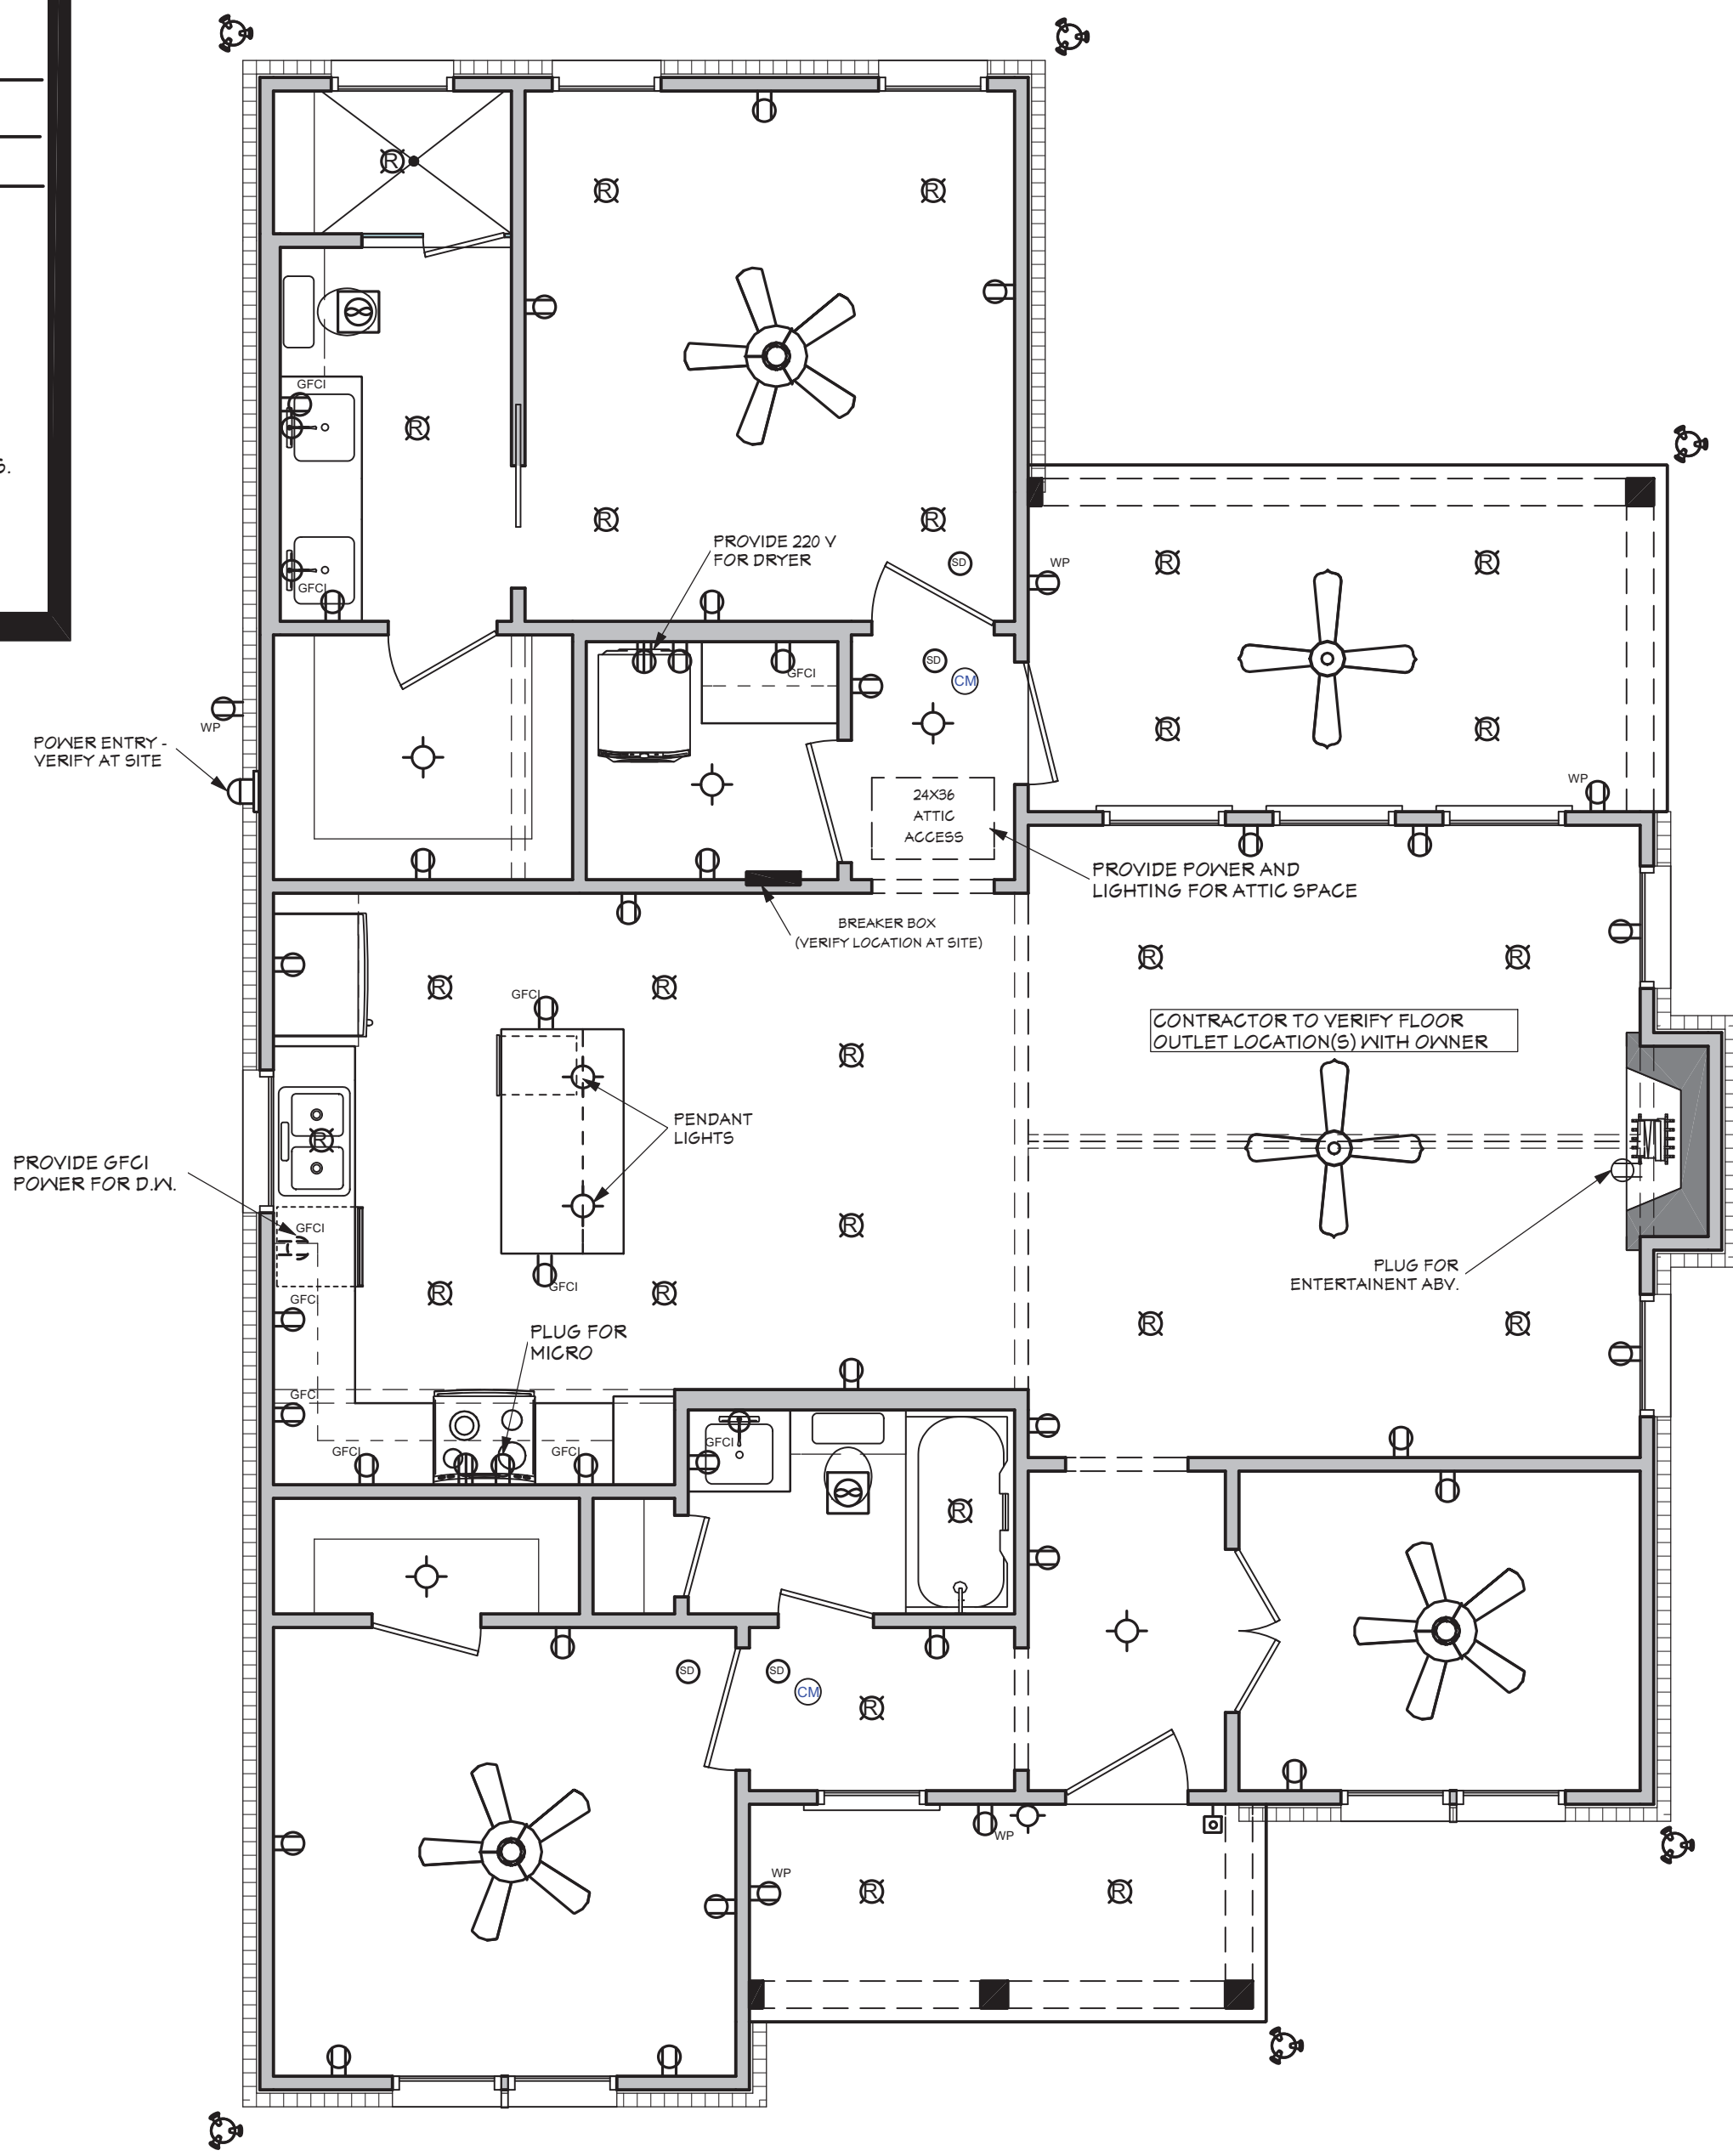 S.
R
R
R
GFCI
R
R
R
PROVIDE 220 V
FOR DRYER
SD
GFCI
WP
R
R
SD
CM
GFCI
WP
POWER ENTRY -
VERIFY AT SITE
R
R
WP
24X36
ATTIC
ACCESS
PROVIDE POWER AND
LIGHTING FOR ATTIC SPACE
BREAKER BOX
(VERIFY LOCATION AT SITE)
R
R
R
R
GFCI
CONTRACTOR TO VERIFY FLOOR
OUTLET LOCATION(S) WITH OWNER
R
PENDANT
LIGHTS
R
PROVIDE GFCI
POWER FOR D.W.
GFCI
R
PLUG FOR
ENTERTAINENT ABV.
GFCI
GFCI
R
R
R
R
PLUG FOR
MICRO
GFCI
GFCI
GFCI
GFCI
R
SD
SD
CM
R
WP
WP
R
R